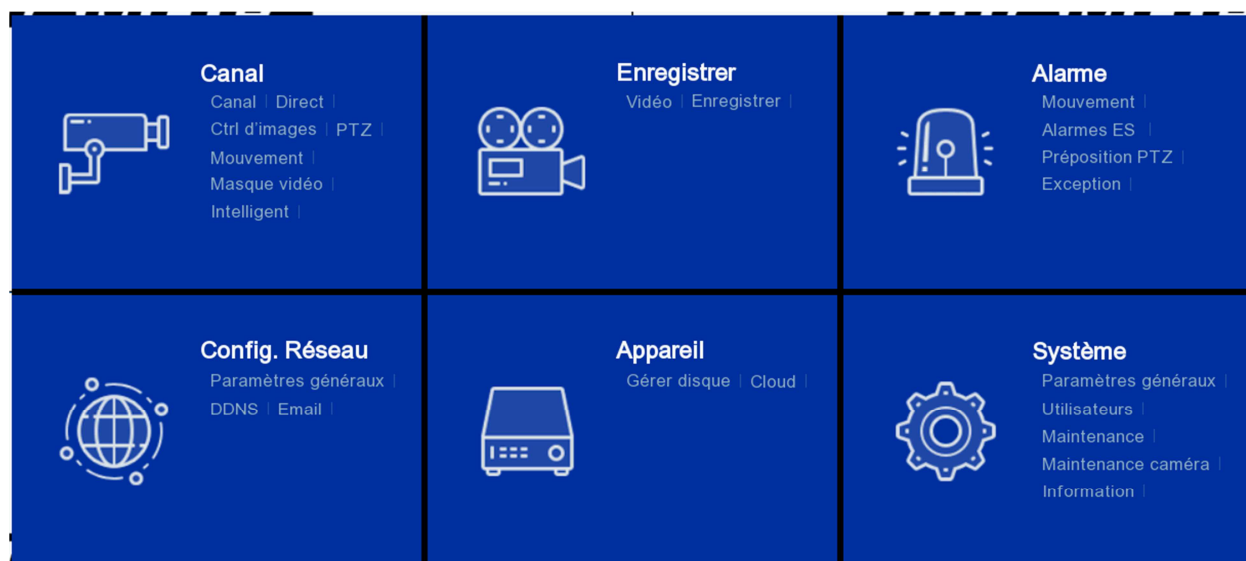 Canal
Canal | Direct |
Ctrl d'images | PTZ |
Mouvement |
Masque vidéo |
Intelligent |
Enregistrer
Vidéo | Enregistrer |
Alarme
Mouvement |
Alarmes ES |
Préposition PTZ |
Exception |
Config. Réseau
Paramètres généraux |
DDNS | Email |
Appareil
Gérer disque | Cloud |
Système
Paramètres généraux |
Utilisateurs |
Maintenance |
Maintenance caméra |
Information |